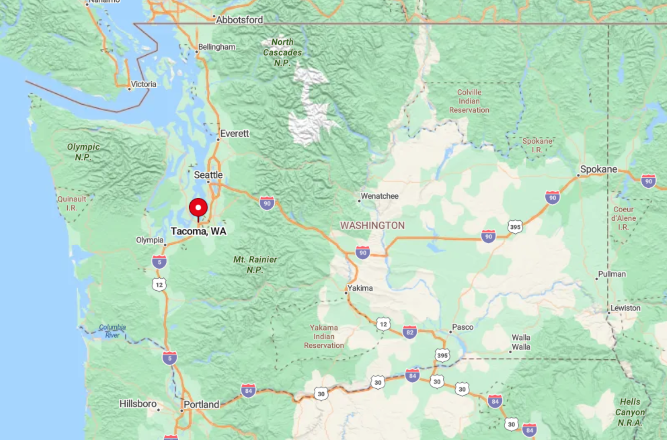 Abbotsford
Bellingham
North
Cascades
N.P.
Victoria
Colville
Indian
Reservation
Everett
Olympic
N.P.
Spokane
I.R.
Spokane
Seattle
90
90
90
Quinault
I.R.
Wenatchee
Coeur
d'Alene
I.R.
Tacoma, WA
WASHINGTON
395
90
Olympia
90
5
Mt. Rainier
N.P.
Pullman
12
Yakima
Lewiston
Columbia
River
Yakama
Indian
Reservation
12
82
Pasco
Walla
Walla
5
395
84
30
30
30
84
30
Hillsboro
Portland
84
Hells
Canyon
N.R.A
30
84
5